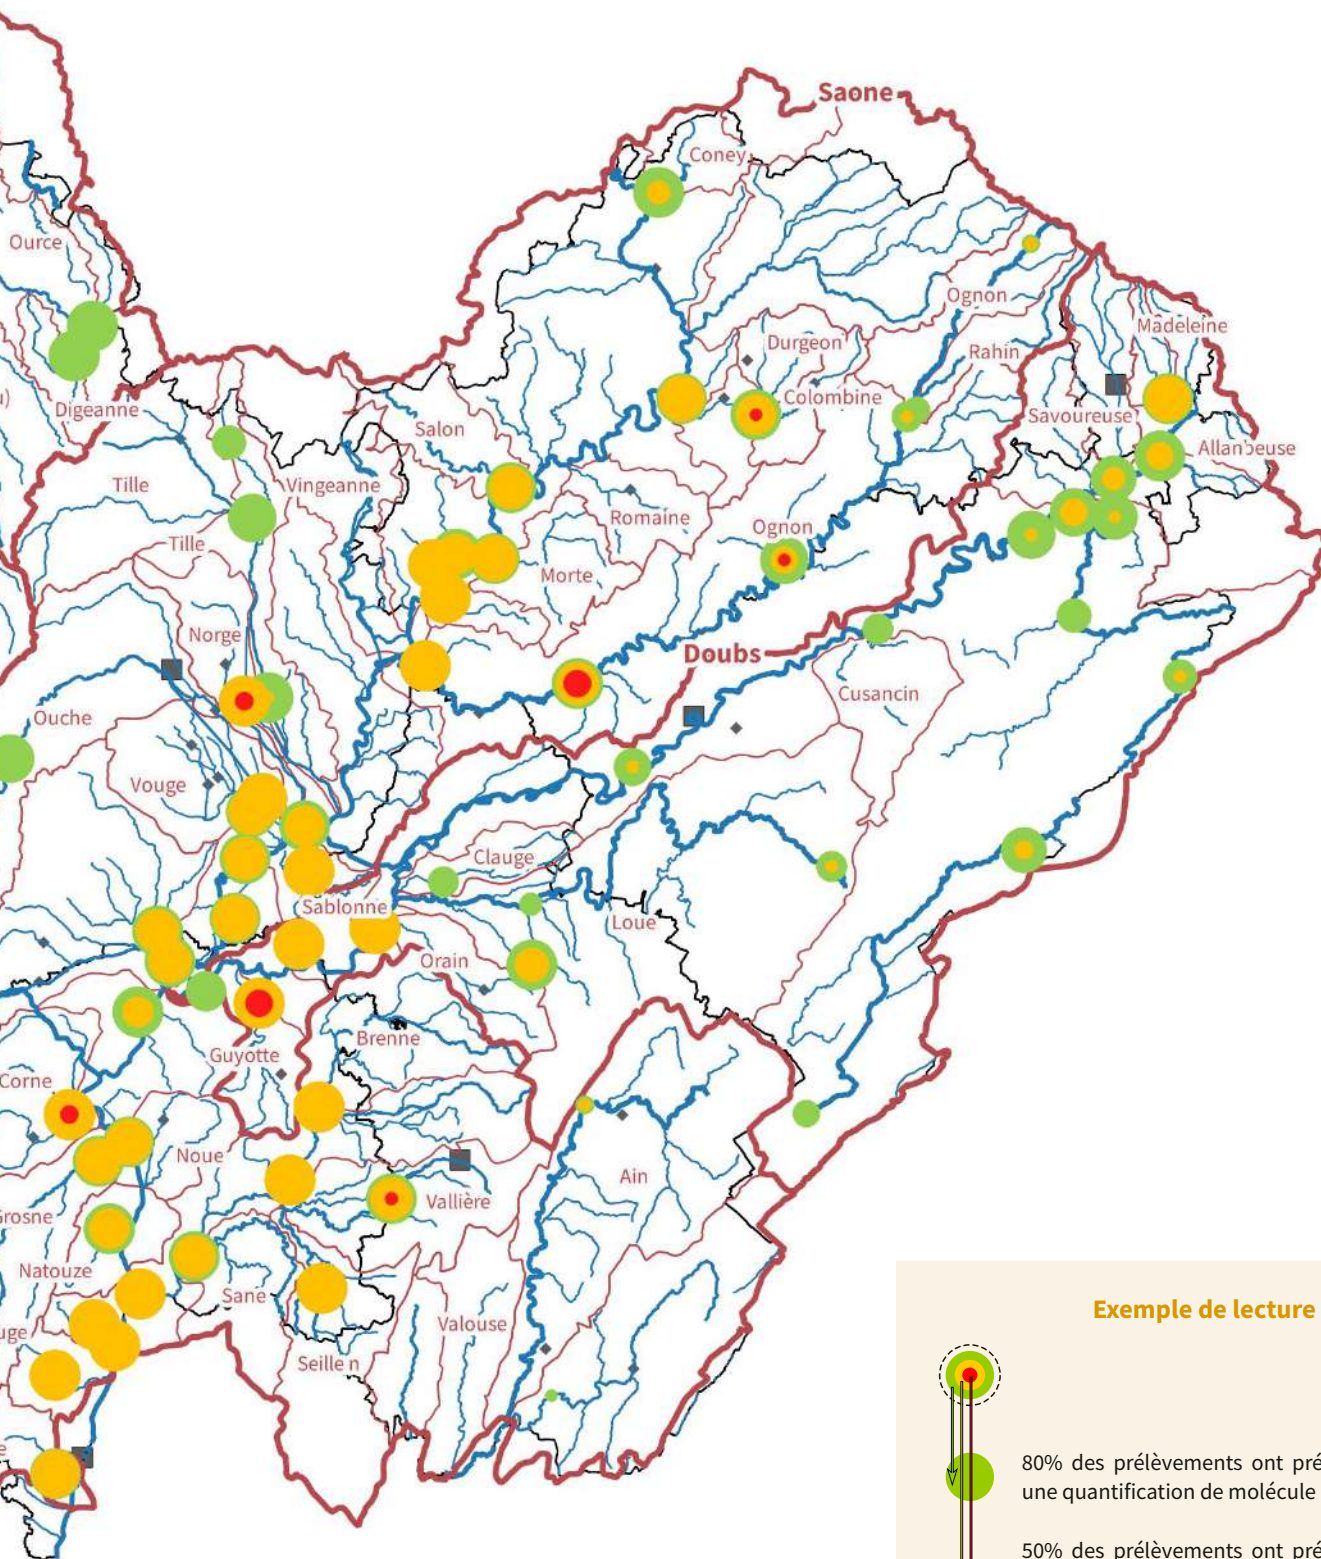 Saone
Coney
Ource
Ognon
Madeleine
Durgeon
Rahin
Colombine
Digeanne
Savoureuse
Salon
Allan
beuse
Tille
Vingeanne
Romaine
Ognon
Tille
Morte
Norge
Doubs
Cusancin
Ouche
Vouge
Clauge
Sablonne
Loue
Orain
Brenne
Guyotte
Corne
Noue
Ain
Vallière
Grosne
Natouze
Sane
Valouse
Seille n
Exemple de lecture
80% des prélèvements ont pré
une quantification de molécule
50% des prélèvements ont pré